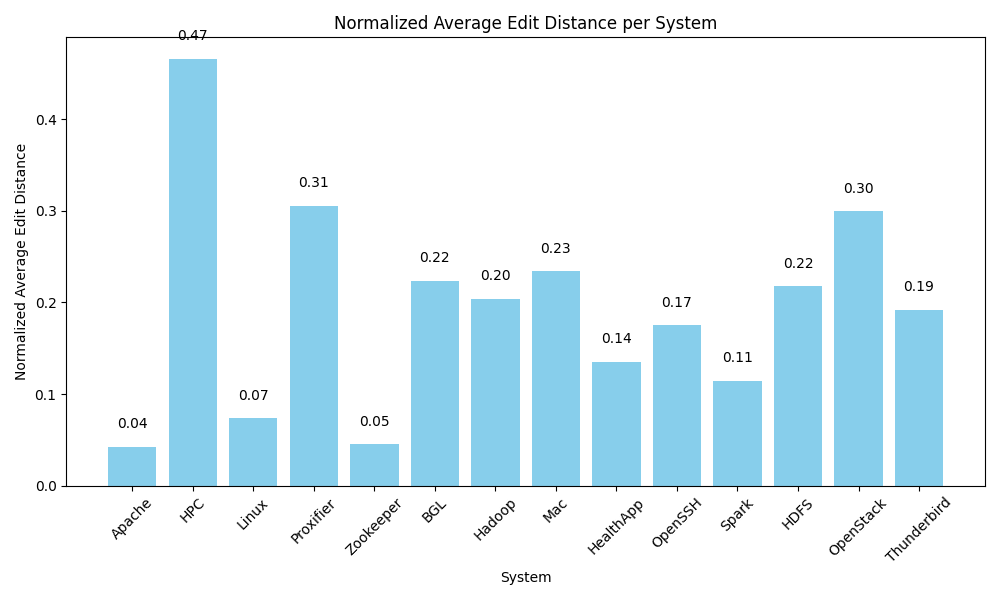 Normalized Average Edit Distance per System
Normalized Average Edit Distance
0.4
0.3
0.2
0.1
0.0
0.04
0.47
0.07
0.31
0.05
0.22
0.20
0.23
0.14
0.17
0.11
0.22
0.30
0.19
Apache
HPC
Linux
Proxifier
Zookeeper
BGL
Hadoop
Mac
HealthApp
OpenSSH
Spark
HDFS
OpenStack
Thunderbird
System